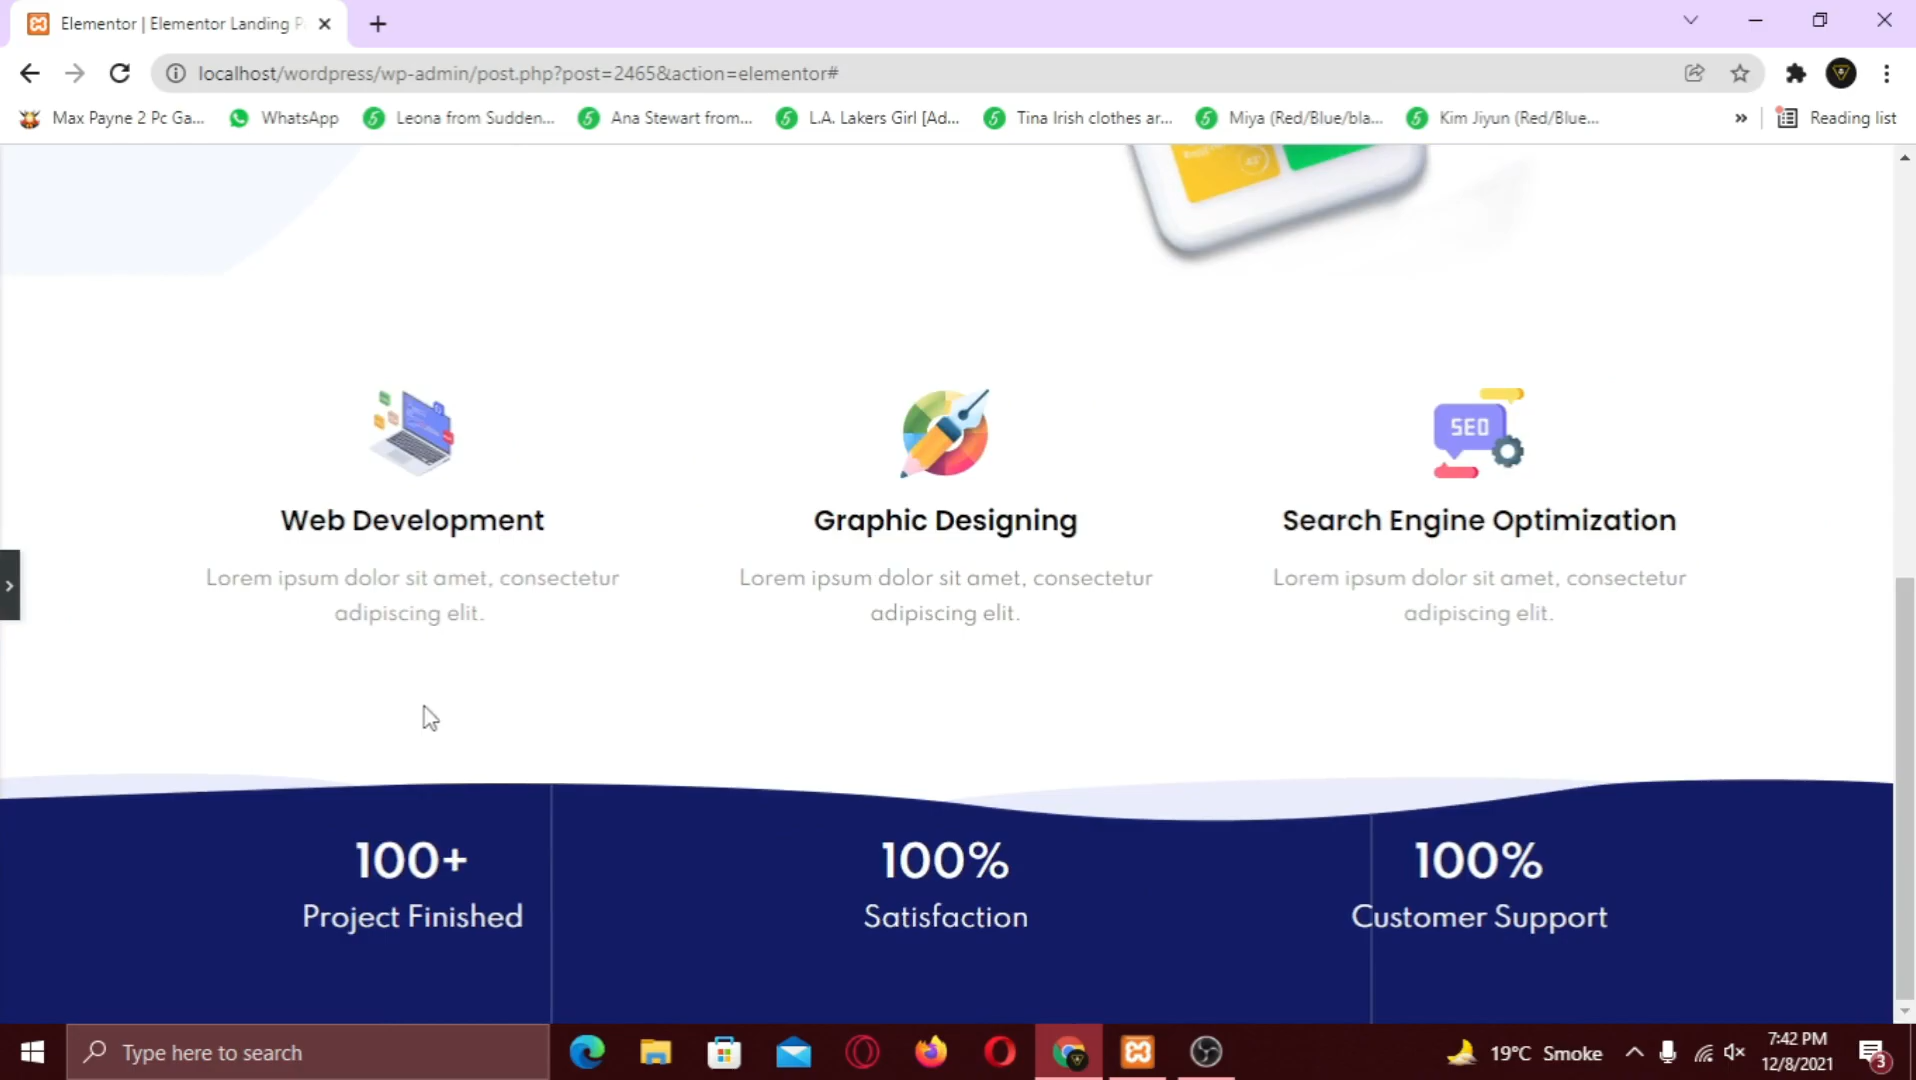 Elementor | Elementor Landing P
localhost/wordpress/wp-admin/post.php?post=2465&action=elementor#
Max Payne 2 Pc Ga...
WhatsApp
Leona from Sudden...
Ana Stewart from...
L.A. Lakers Girl [Ad...
Tina Irish clothes ar...
Miya (Red/Blue/bla...
Kim Jiyun (Red/Blue...
»
Reading list
SEO
Web Development
Graphic Designing
Search Engine Optimization
Lorem ipsum dolor sit amet, consectetur
adipiscing elit.
Lorem ipsum dolor sit amet, consectetur
adipiscing elit.
Lorem ipsum dolor sit amet, consectetur
adipiscing elit.
100+
Project Finished
100%
Satisfaction
100%
Customer Support
Type here to search
19°C Smoke
7:42 PM
12/8/2021
3